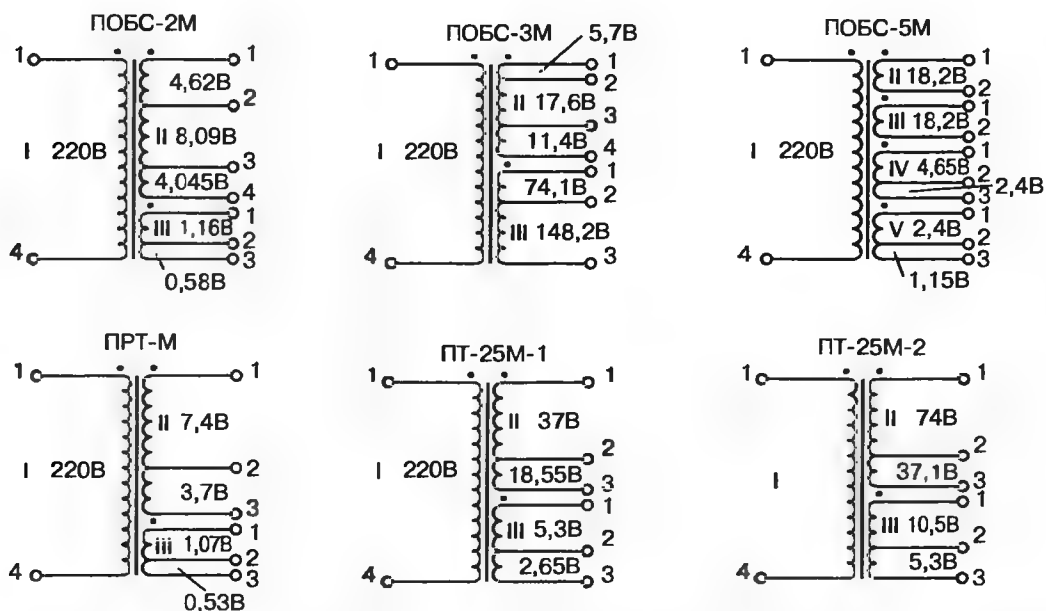 ПОБС-2М
1
4
I 220В
4,62В
II 8,09В
4,045В
III 1,16В
0,58В
1
2
3
4
1
2
3
ПОБС-3М
5,7В
1
4
I 220В
II 17,6В
11,4В
74,1В
III 148,2В
1
2
3
4
1
2
3
ПОБС-5М
1
4
I 220В
II 18,2В
III 18,2В
IV 4,65В
2,4В
V 2,4В
1,15В
1
2
1
2
1
2
3
1
2
3
ПРТ-М
1
4
I 220В
II 7,4В
3,7В
iii 1,07В
0,53В
1
2
3
1
2
3
ПТ-25М-1
1
4
I 220В
II 37В
18,55В
III 5,3В
2,65В
1
2
3
1
2
3
ПТ-25М-2
1
4
I
II 74В
37,1В
III 10,5В
5,3В
1
2
3
1
2
3